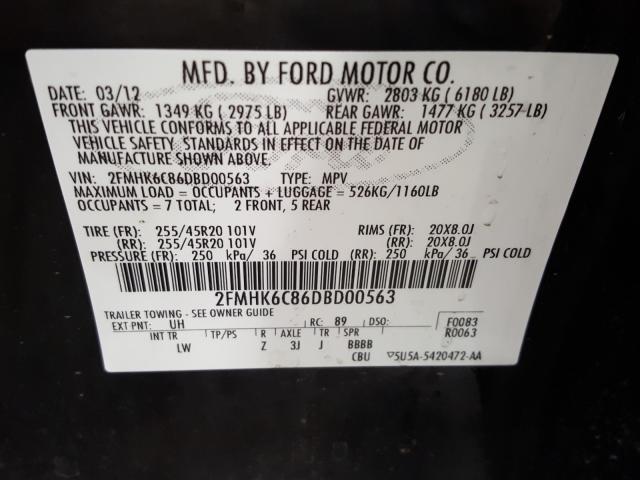 MFD. BY FORD MOTOR CO.
DATE: 03/12 GVWR: 2803 KG ( 6180 LB)
FRONT GAWR: 1349 KG ( 2975 LB) REAR GAWR: 1477 KG ( 3257 LB)
THIS VEHICLE CONFORMS TO ALL APPLICABLE FEDERAL MOTOR
VEHICLE SAFETY STANDARDS IN EFFECT ON THE DATE OF
MANUFACTURE SHOWN ABOVE.
VIN: 2FMHK6C86DBD00563 TYPE: MPV
MAXIMUM LOAD = OCCUPANTS + LUGGAGE = 526KG/1160LB
OCCUPANTS = 7 TOTAL; 2 FRONT, 5 REAR
TIRE (FR): 255/45R20 101V RIMS (FR): 20X8.0J
(RR): 255/45R20 101V (RR): 20X8.0J
PRESSURE (FR): 250 kPa/ 36 PSI COLD (RR) 250 kPa/ 36 PSI COLD
2FMHK6C86DBD00563
TRAILER TOWING - SEE OWNER GUIDE
EXT PNT: UH RC: 89 DSO: F0083
INT TR TP/PS R AXLE TR SPR R0063
LW Z 3J J BBBB
CBU 5U5A-5420472-AA